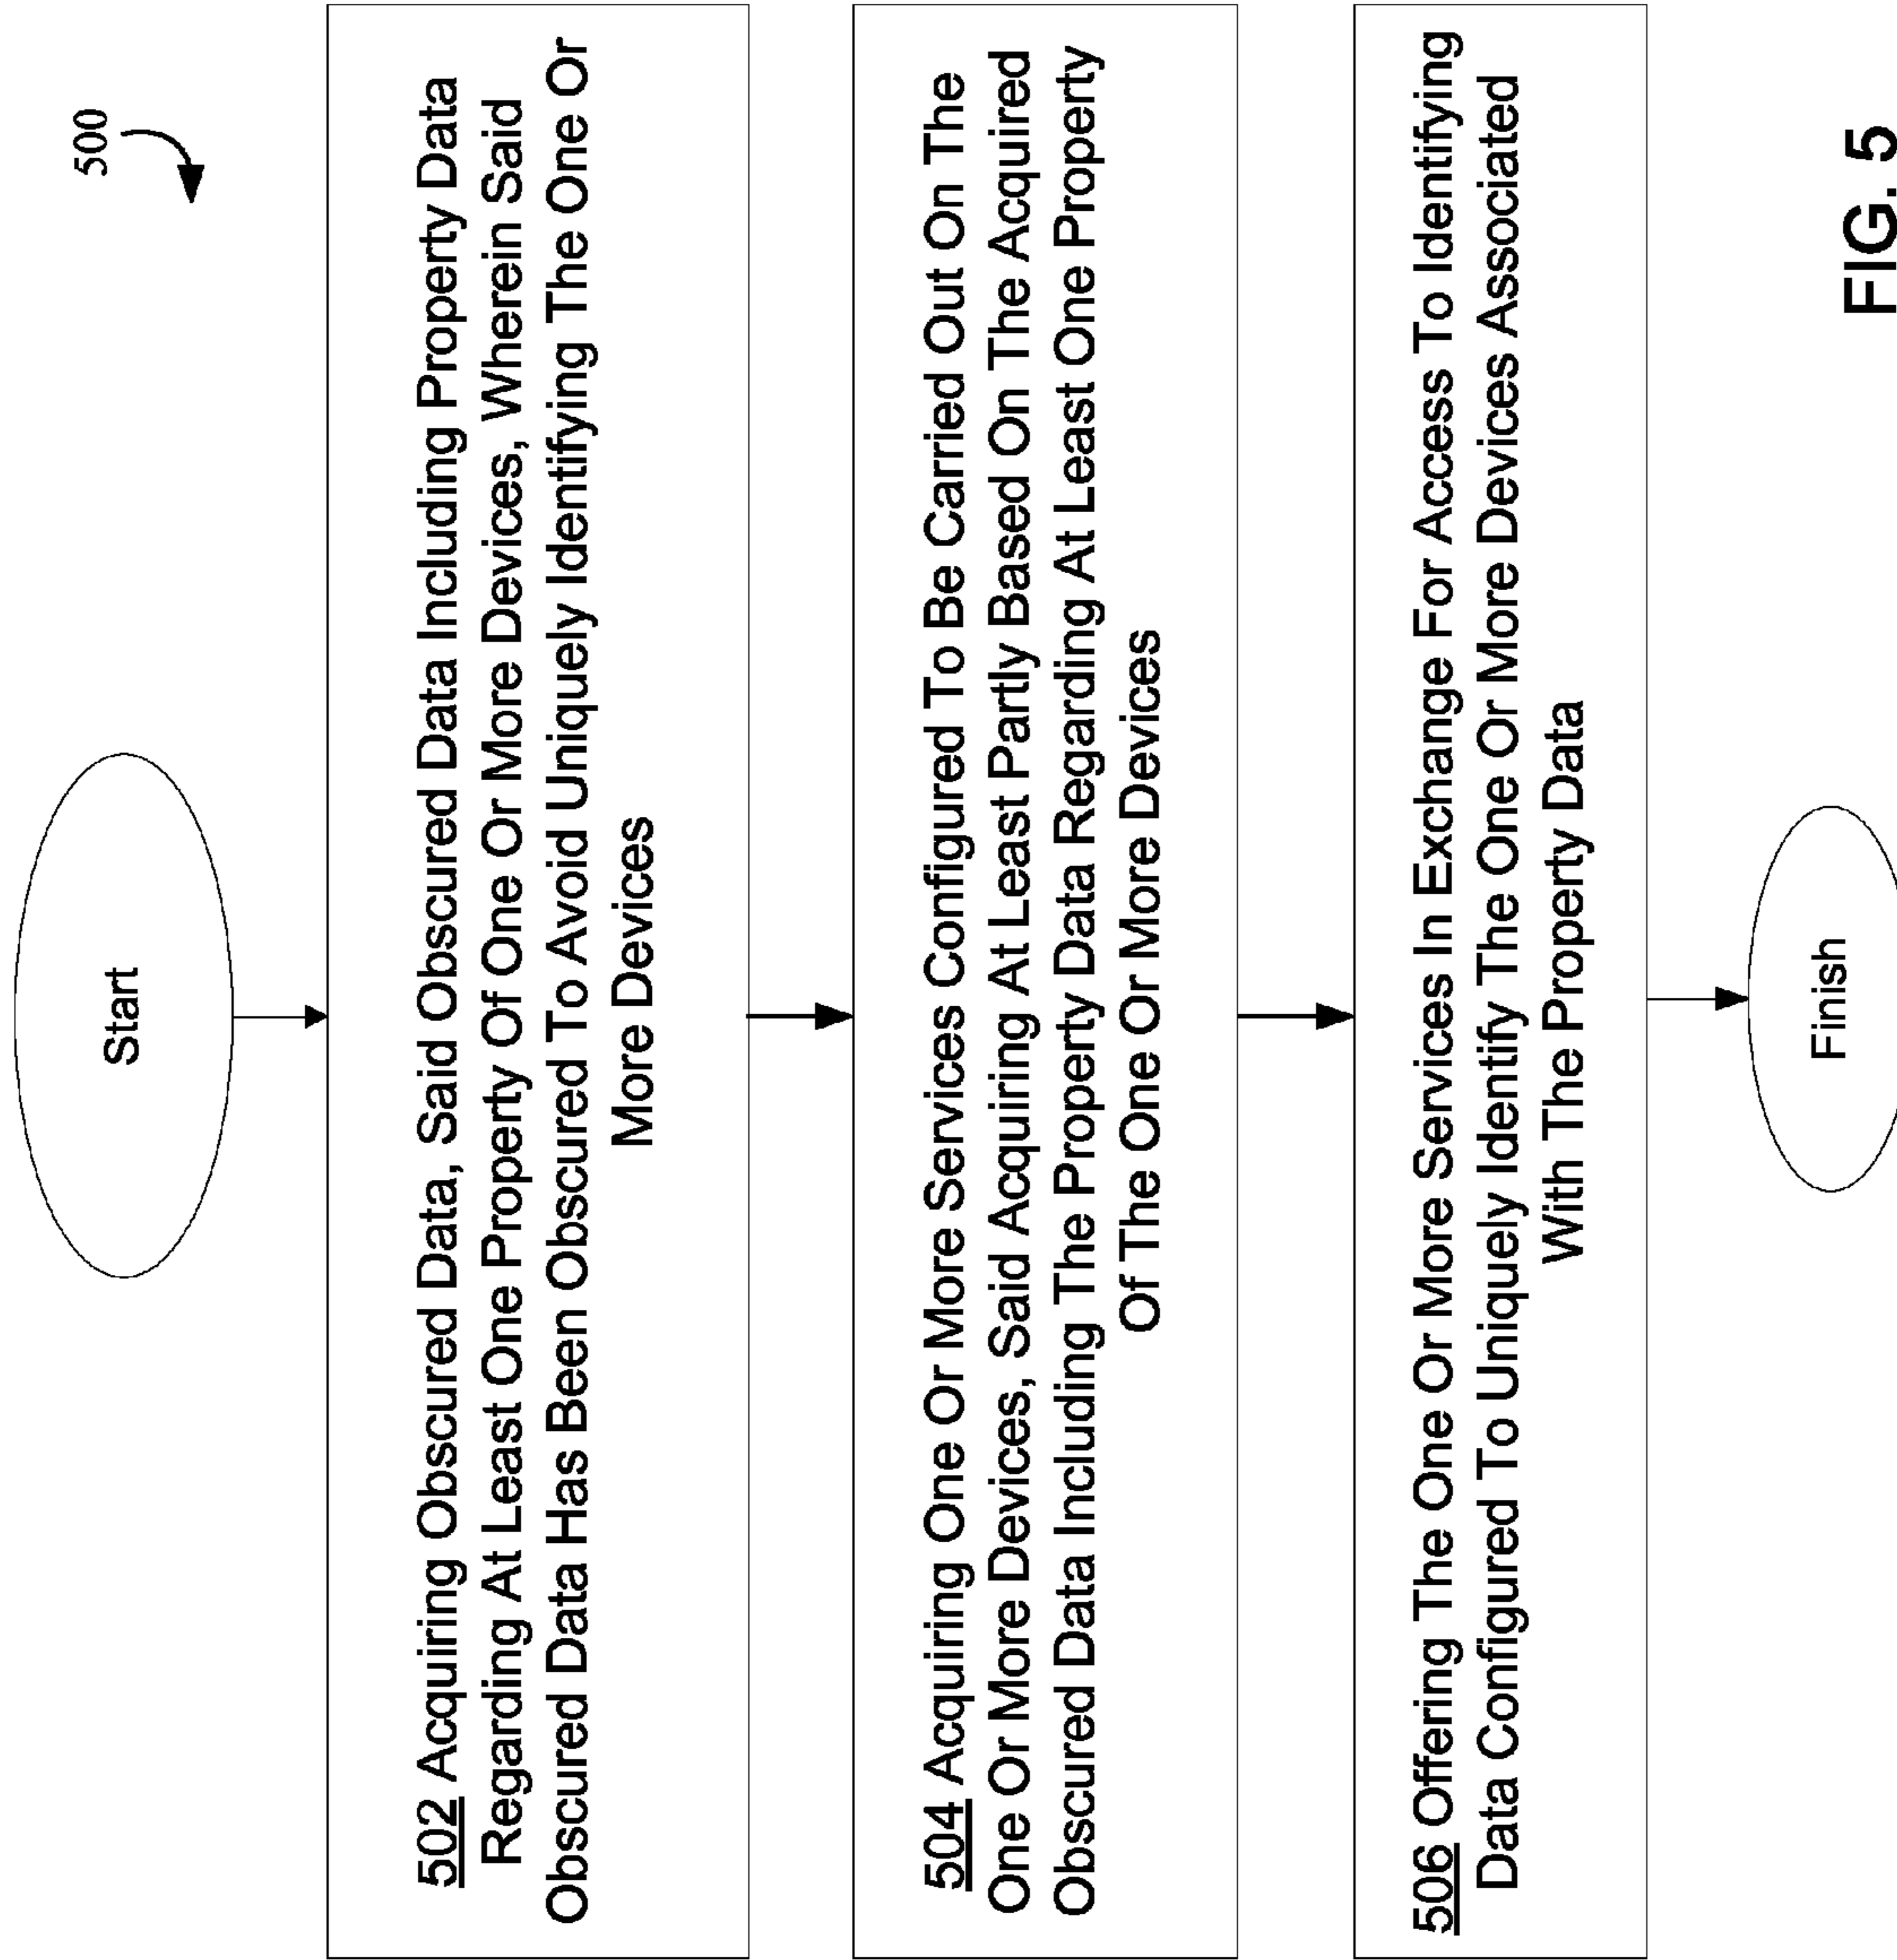 500
Start
502 Acquiring Obscured Data, Said Obscured Data Including Property Data
Regarding At Least One Property Of One Or More Devices, Wherein Said
Obscured Data Has Been Obscured To Avoid Uniquely Identifying The One Or
More Devices
504 Acquiring One Or More Services Configured To Be Carried Out On The
One Or More Devices, Said Acquiring At Least Partly Based On The Acquired
Obscured Data Including The Property Data Regarding At Least One Property
Of The One Or More Devices
506 Offering The One Or More Services In Exchange For Access To Identifying
Data Configured To Uniquely Identify The One Or More Devices Associated
With The Property Data
Finish
FIG. 5